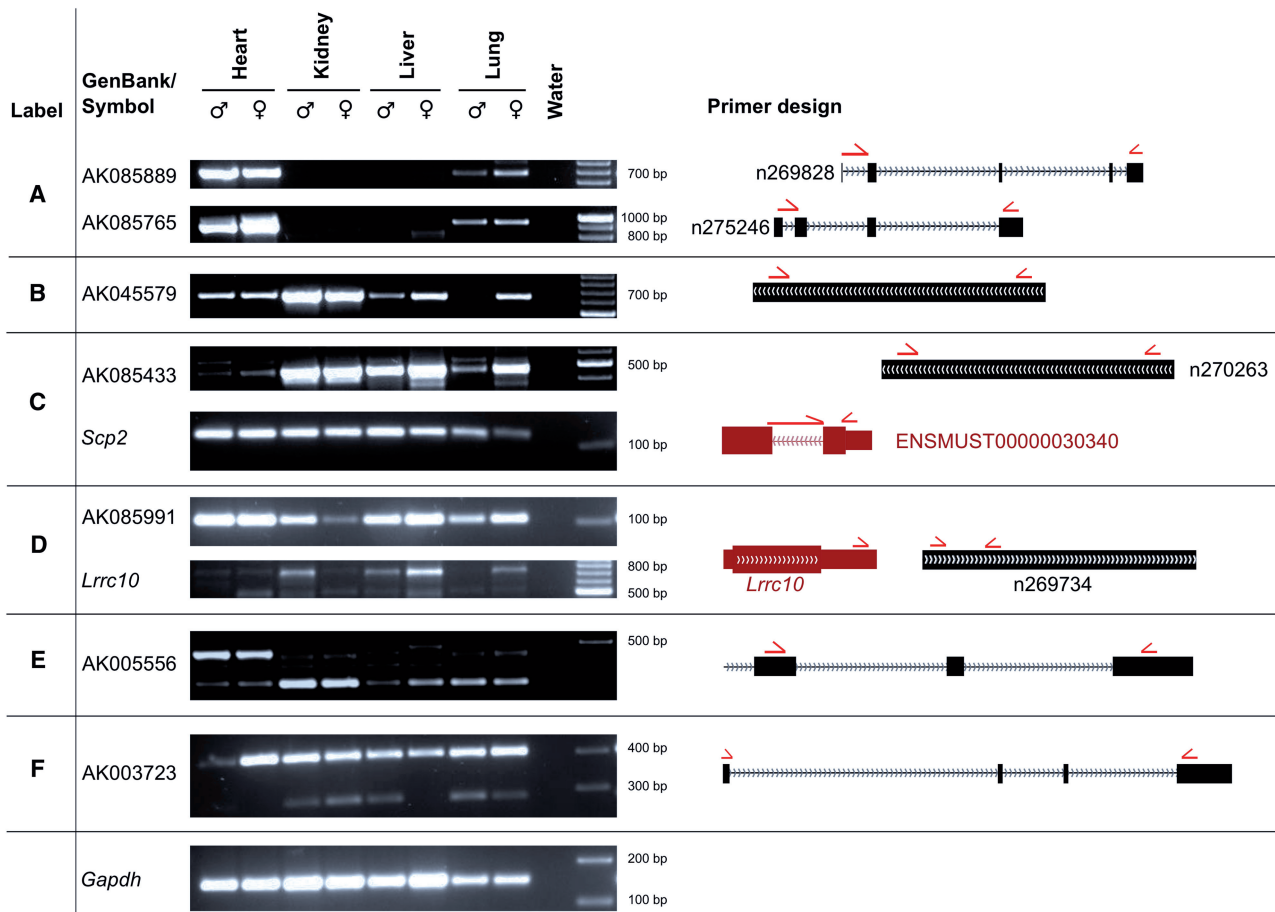 Label
GenBank/
Symbol
Heart
Kidney
Liver
Lung
Water
♂ ♀ ♂ ♀ ♂ ♀ ♂ ♀
Primer design
A
AK085889
700 bp
n269828
AK085765
1000 bp
800 bp
n275246
B
AK045579
700 bp
C
AK085433
500 bp
n270263
Scp2
100 bp
ENSMUST00000030340
D
AK085991
100 bp
Lrrc10
800 bp
500 bp
Lrrc10
n269734
E
AK005556
500 bp
F
AK003723
400 bp
300 bp
Gapdh
200 bp
100 bp